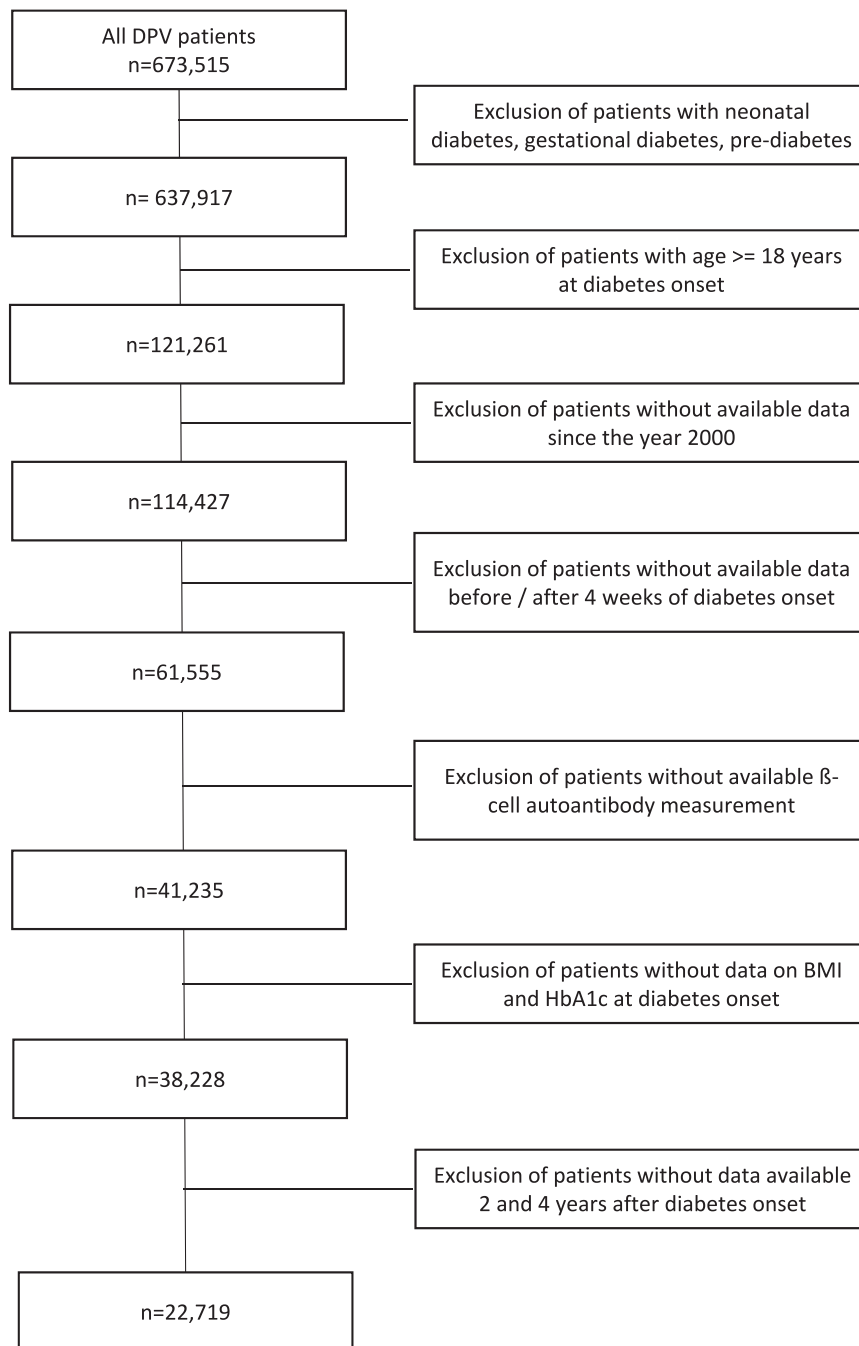 All DPV patients
n=673,515
Exclusion of patients with neonatal
diabetes, gestational diabetes, pre-diabetes
n= 637,917
Exclusion of patients with age >= 18 years
at diabetes onset
n=121,261
Exclusion of patients without available data
since the year 2000
n=114,427
Exclusion of patients without available data
before / after 4 weeks of diabetes onset
n=61,555
Exclusion of patients without available ß-
cell autoantibody measurement
n=41,235
Exclusion of patients without data on BMI
and HbA1c at diabetes onset
n=38,228
Exclusion of patients without data available
2 and 4 years after diabetes onset
n=22,719